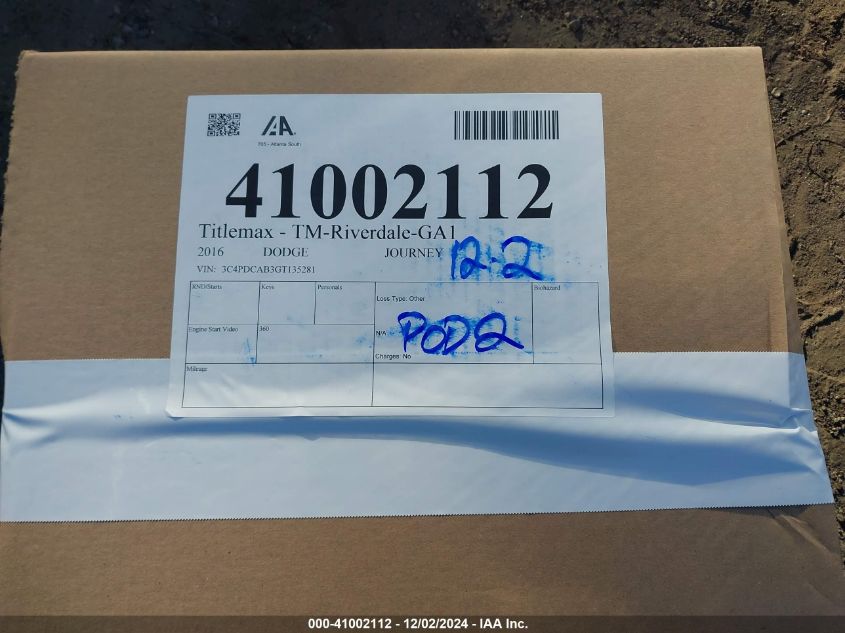 IAA
705 - Atlanta South
41002112
Titlemax - TM-Riverdale-GA1
2016 DODGE JOURNEY 12-2
VIN: 3C4PDCAB3GT135281
RND/Starts Keys Personals Loss Type: Other Biohazard
Engine Start Video 360 N/A PODQ
Charges: No
Mileage
000-41002112 - 12/02/2024 - IAA Inc.